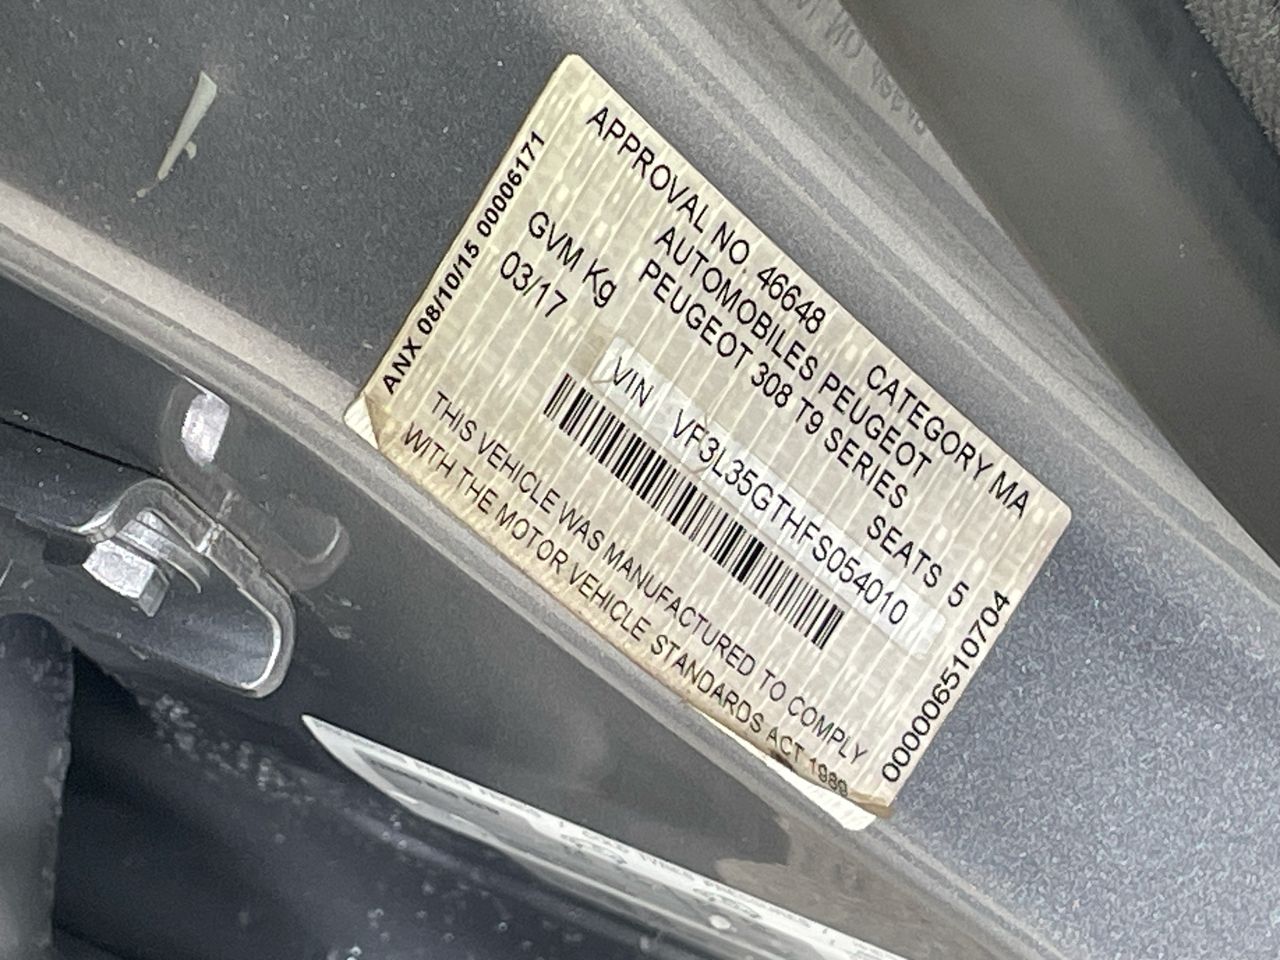 APPROVAL NO. 46648 CATEGORY MA
AUTOMOBILES PEUGEOT
PEUGEOT 308 T9 SERIES
GVM Kg SEATS 5
03/17
VIN VF3L35GTHFS054010
THIS VEHICLE WAS MANUFACTURED TO COMPLY
WITH THE MOTOR VEHICLE STANDARDS ACT 1989
ANX 08/10/15 00006171
000006510704